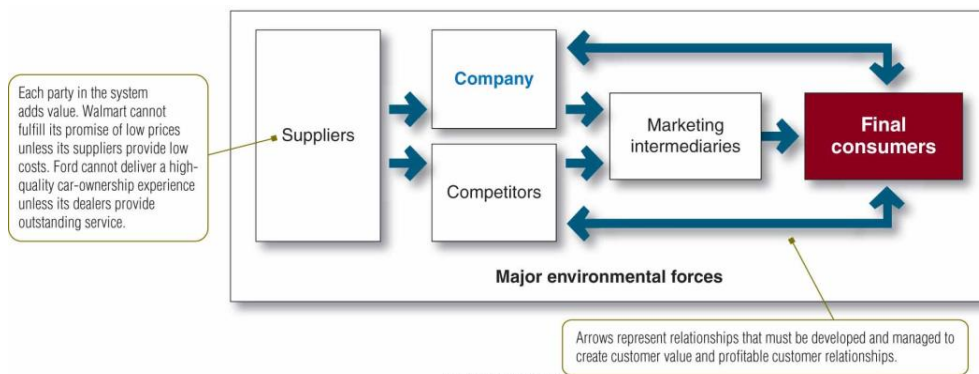 Each party in the system
adds value. Walmart cannot
fulfill its promise of low prices
unless its suppliers provide low
costs. Ford cannot deliver a high-
quality car-ownership experience
unless its dealers provide
outstanding service.
Suppliers
Company
Competitors
Marketing
intermediaries
Final
consumers
Major environmental forces
Arrows represent relationships that must be developed and managed to
create customer value and profitable customer relationships.